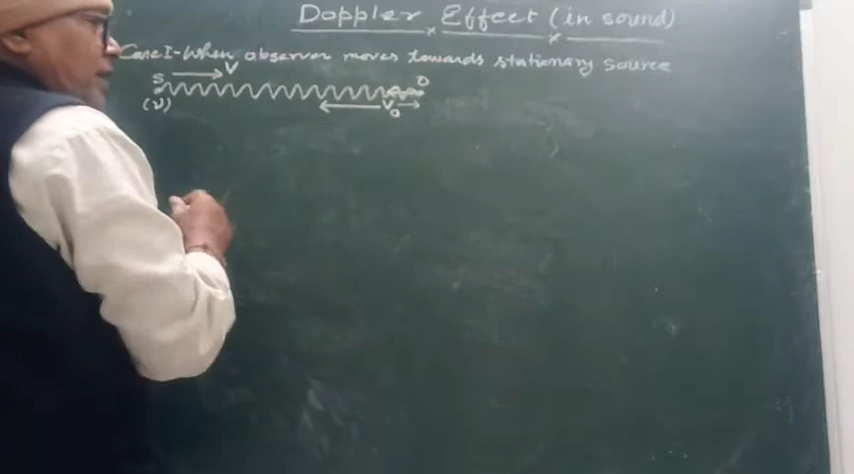 Doppler Effect (in sound)
Case I - When observer moves towards stationary source
S V O
(ν) V₀